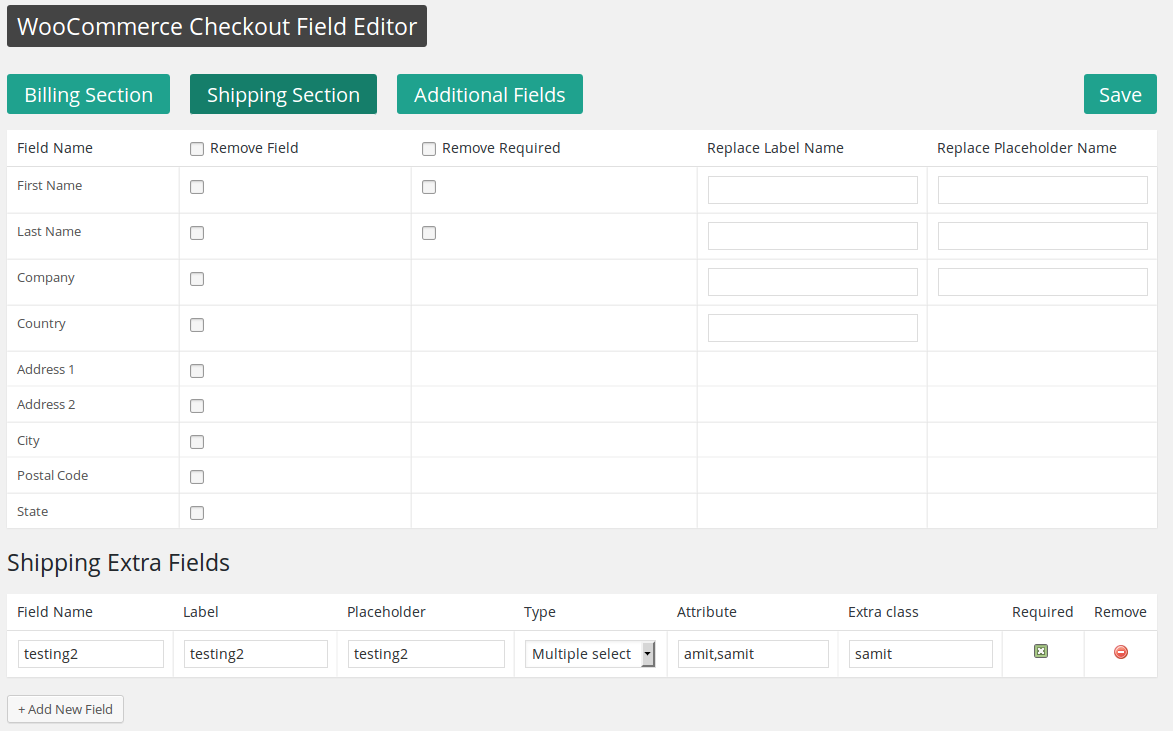 WooCommerce Checkout Field Editor
Billing Section Shipping Section Additional Fields Save
Field Name Remove Field Remove Required Replace Label Name Replace Placeholder Name
First Name
Last Name
Company
Country
Address 1
Address 2
City
Postal Code
State
Shipping Extra Fields
Field Name Label Placeholder Type Attribute Extra class Required Remove
testing2 testing2 testing2 Multiple select amit,samit samit
+ Add New Field